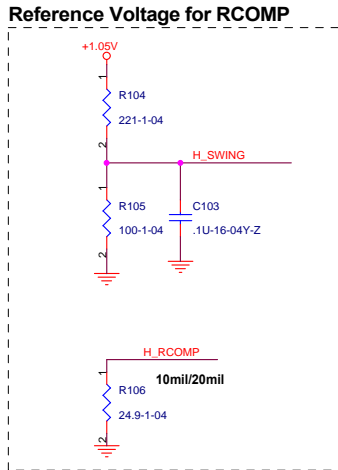 Reference Voltage for RCOMP
+1.05V
1
R104
221-1-04
2
H_SWING
1
R105
C103
100-1-04
.1U-16-04Y-Z
2
H_RCOMP
1
10mil/20mil
R106
24.9-1-04
2